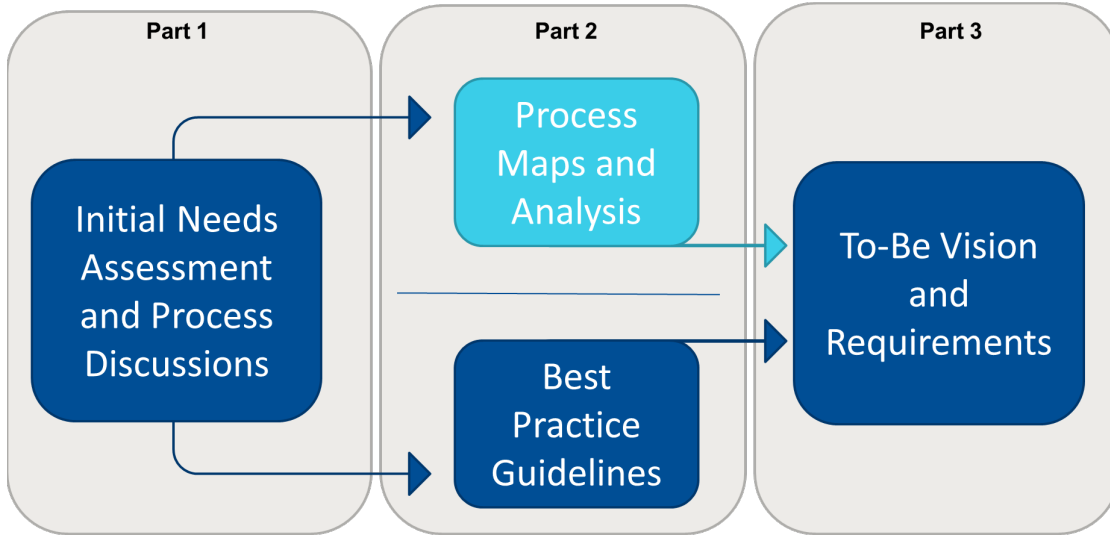 Part 1
Part 2
Part 3
Initial Needs
Assessment
and Process
Discussions
Process
Maps and
Analysis
Best
Practice
Guidelines
To-Be Vision
and
Requirements